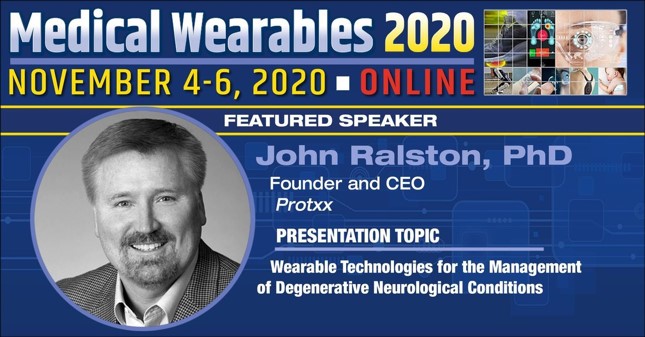 Medical Wearables 2020
NOVEMBER 4-6, 2020 ■ ONLINE
FEATURED SPEAKER
John Ralston, PhD
Founder and CEO
Protxx
PRESENTATION TOPIC
Wearable Technologies for the Management
of Degenerative Neurological Conditions